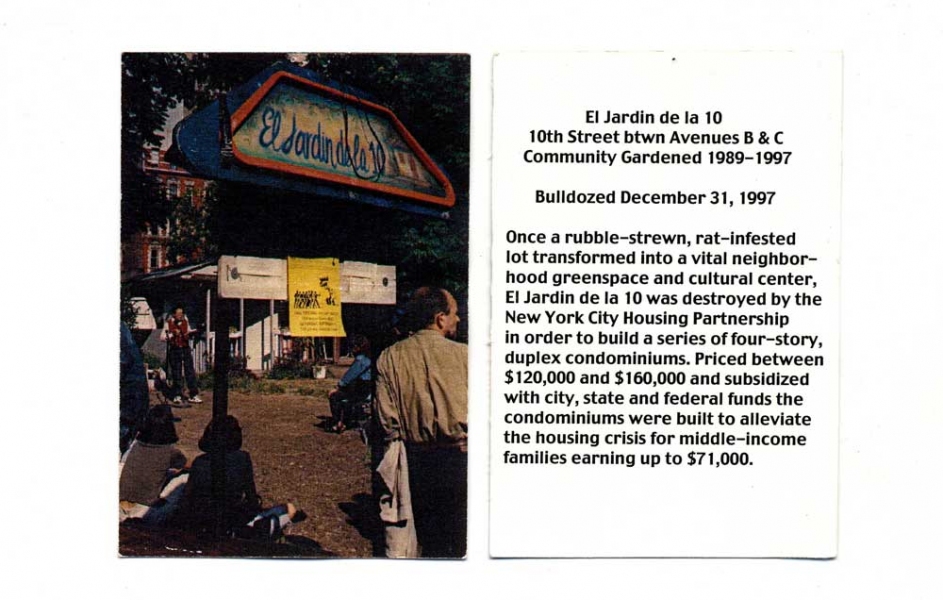 El Jardin de la 10
El Jardin de la 10
10th Street btwn Avenues B & C
Community Gardened 1989–1997
Bulldozed December 31, 1997
Once a rubble–strewn, rat–infested
lot transformed into a vital neighbor–
hood greenspace and cultural center,
El Jardin de la 10 was destroyed by the
New York City Housing Partnership
in order to build a series of four–story,
duplex condominiums. Priced between
$120,000 and $160,000 and subsidized
with city, state and federal funds the
condominiums were built to alleviate
the housing crisis for middle–income
families earning up to $71,000.